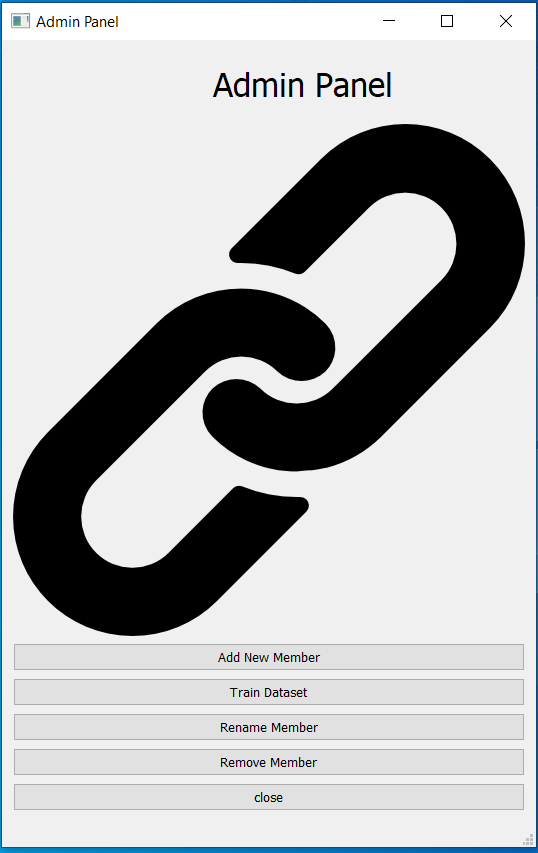 Admin Panel
Admin Panel
Add New Member
Train Dataset
Rename Member
Remove Member
close